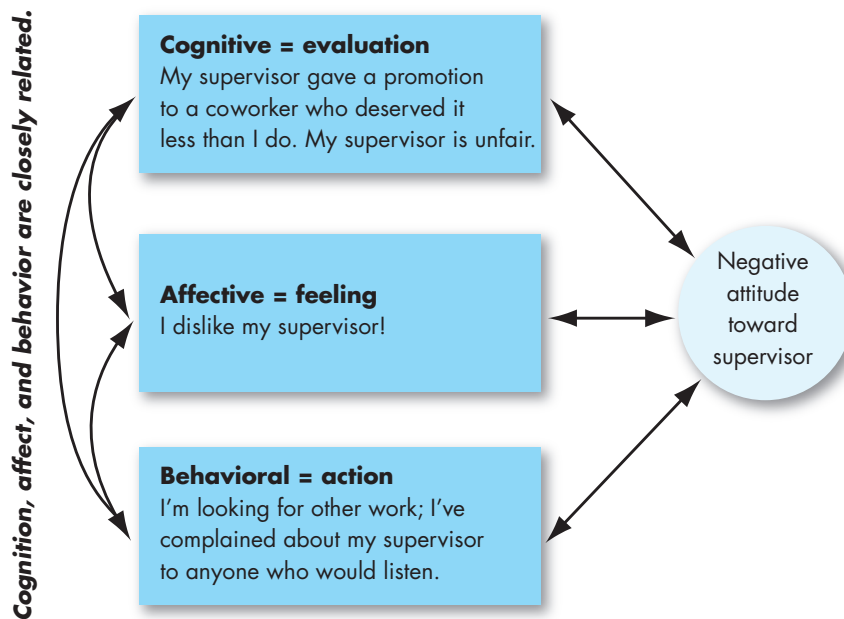 Cognition, affect, and behavior are closely related.
Cognitive = evaluation
My supervisor gave a promotion
to a coworker who deserved it
less than I do. My supervisor is unfair.
Affective = feeling
I dislike my supervisor!
Behavioral = action
I’m looking for other work; I’ve
complained about my supervisor
to anyone who would listen.
Negative
attitude
toward
supervisor